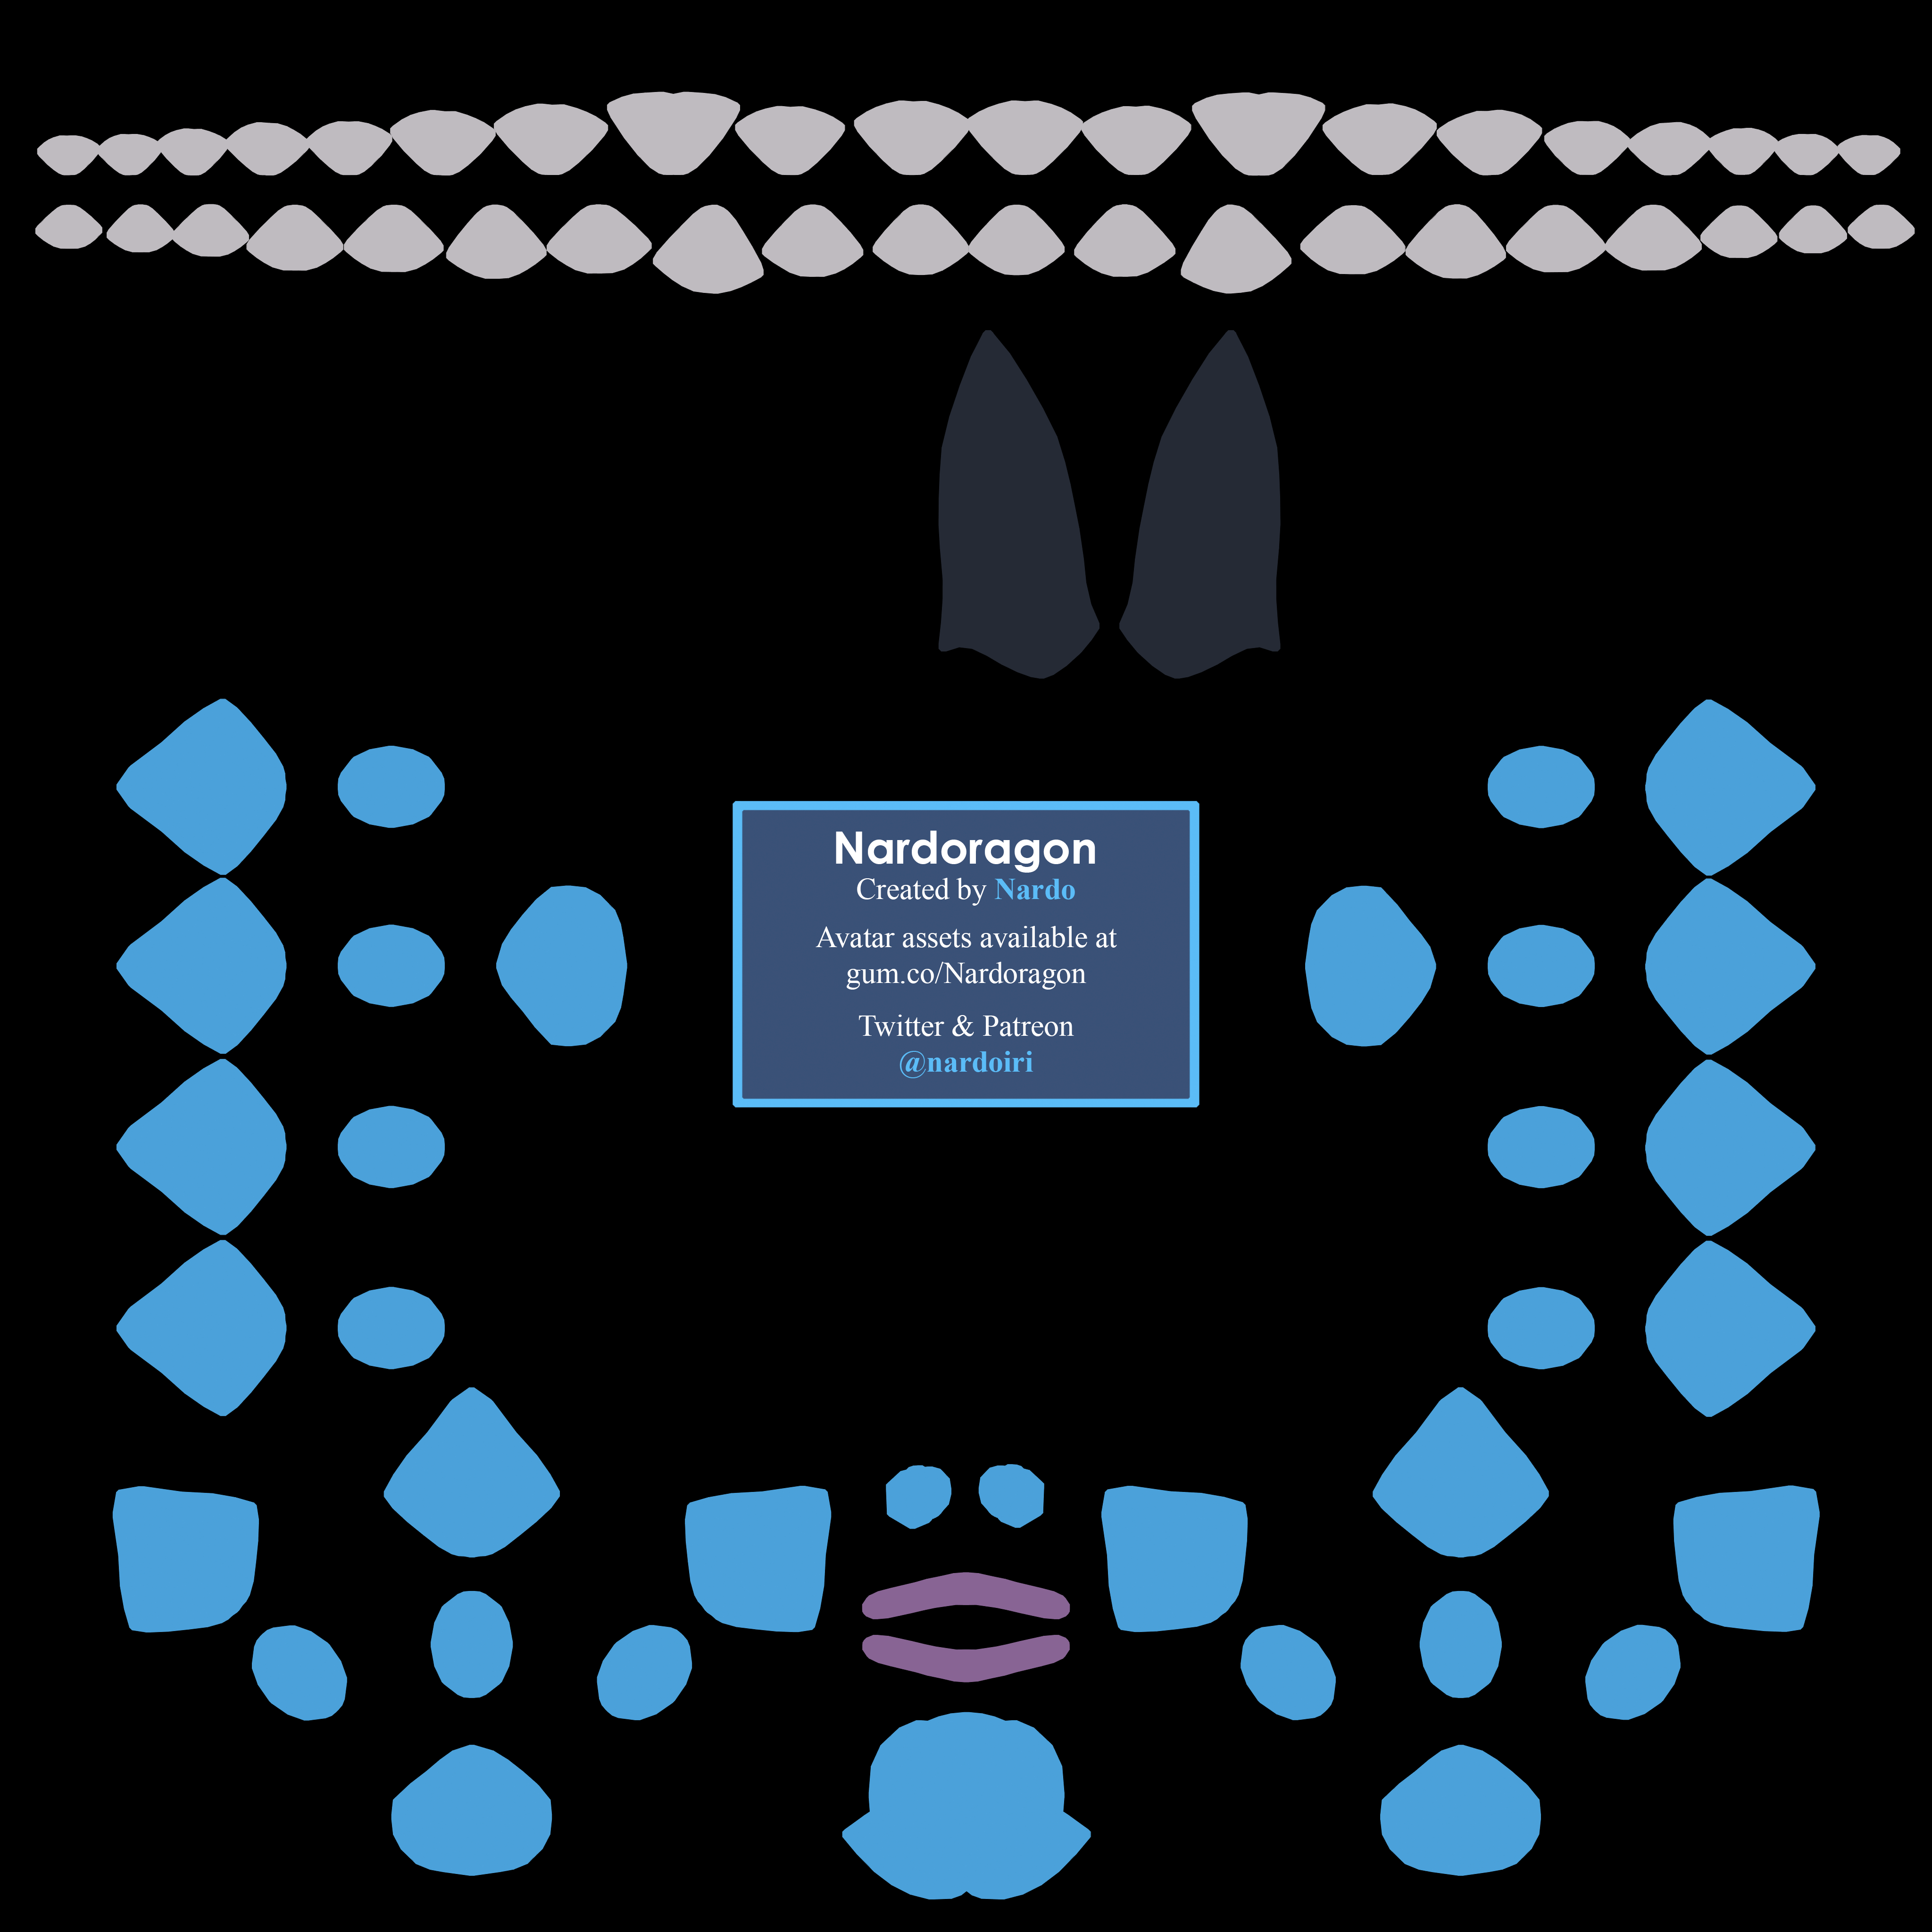 Nardoragon
Created by Nardo
Avatar assets available at
gum.co/Nardoragon
Twitter & Patreon
@nardoiri